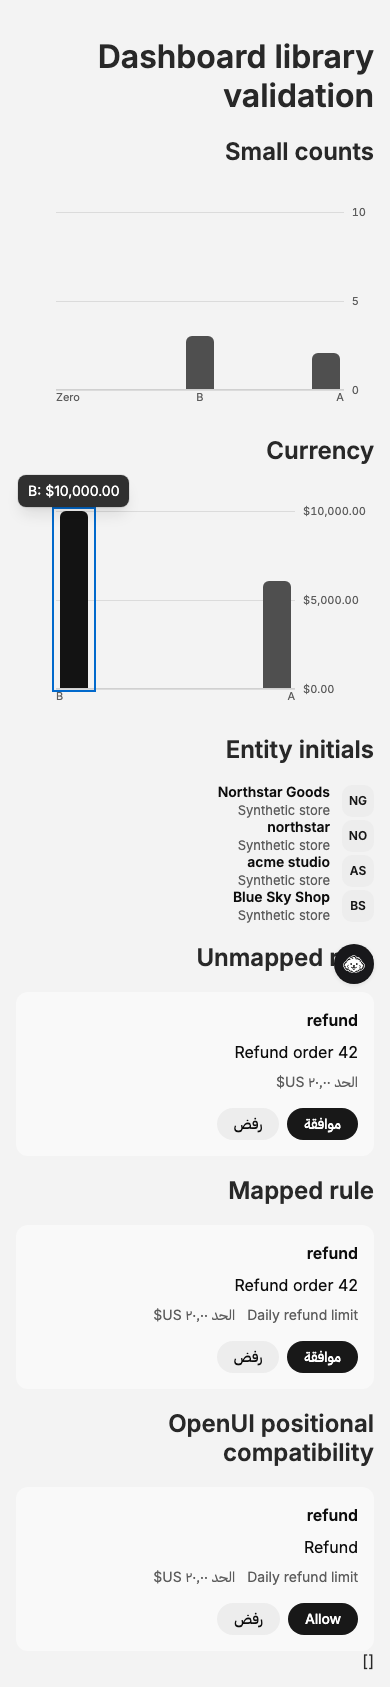 Dashboard library
validation
Small counts
10
5
0
Zero B A
Currency
B: $10,000.00
$10,000.00
$5,000.00
$0.00
B A
Entity initials
Northstar Goods NG
Synthetic store
northstar NO
Synthetic store
acme studio AS
Synthetic store
Blue Sky Shop BS
Synthetic store
Unmapped
refund
Refund order 42
الحد ٢٠٫٠٠ US$
موافقة رفض
Mapped rule
refund
Refund order 42
Daily refund limit الحد ٢٠٫٠٠ US$
موافقة رفض
OpenUI positional
compatibility
refund
Refund
Daily refund limit الحد ٢٠٫٠٠ US$
Allow رفض
[]